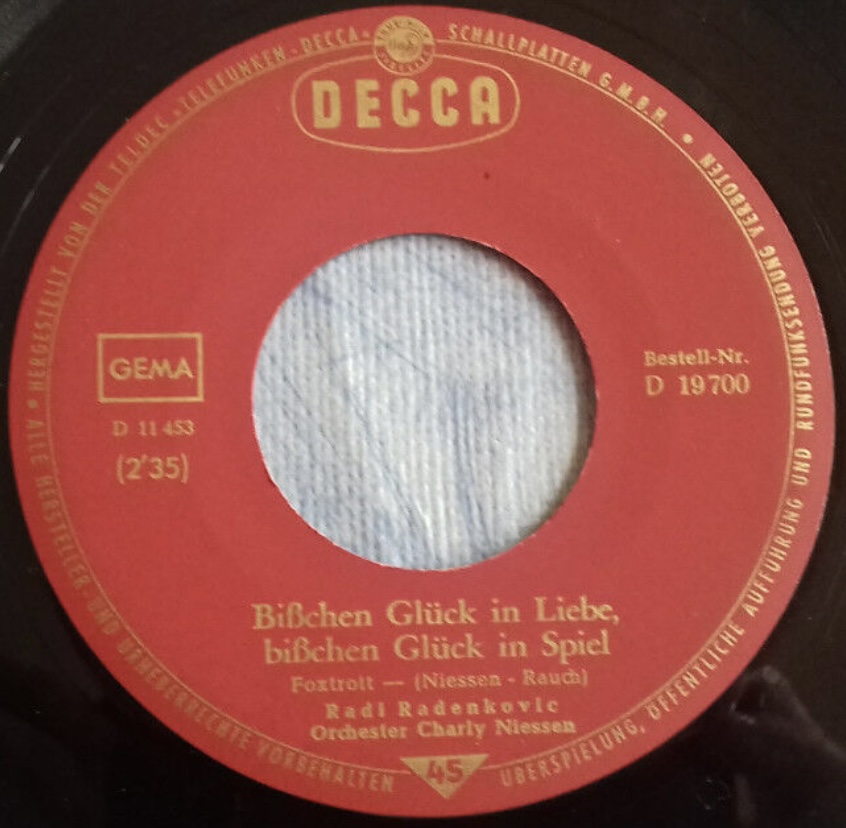 HERGESTELLT VON DER TELDEC »TELEFUNKEN-DECCA« SCHALLPLATTEN G.M.B.H. •
DECCA
GEMA
D 11 453
(2'35)
Bestell-Nr.
D 19 700
Bißchen Glück in Liebe,
bißchen Glück in Spiel
Foxtrott — (Niessen - Rauch)
Radi Radenkovic
Orchester Charly Niessen
45
• ALLE HERSTELLER- UND URHEBERRECHTE VORBEHALTEN
ÜBERSPIELUNG, ÖFFENTLICHE AUFFÜHRUNG UND RUNDFUNKSENDUNG VERBOTEN